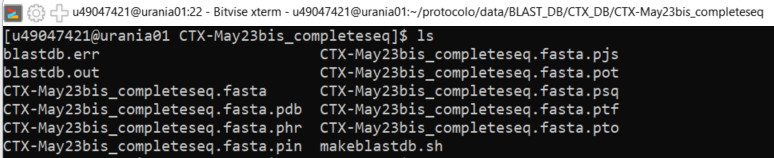 u49047421@urania01:22 - Bitvise xterm - u49047421@urania01:~/protocolo/data/BLAST_DB/CTX_DB/CTX-May23bis_completeseq
[u49047421@urania01 CTX-May23bis_completeseq]$ ls
blastdb.err CTX-May23bis_completeseq.fasta.pjs
blastdb.out CTX-May23bis_completeseq.fasta.pot
CTX-May23bis_completeseq.fasta CTX-May23bis_completeseq.fasta.psq
CTX-May23bis_completeseq.fasta.pdb CTX-May23bis_completeseq.fasta.ptf
CTX-May23bis_completeseq.fasta.phr CTX-May23bis_completeseq.fasta.pto
CTX-May23bis_completeseq.fasta.pin makeblastdb.sh